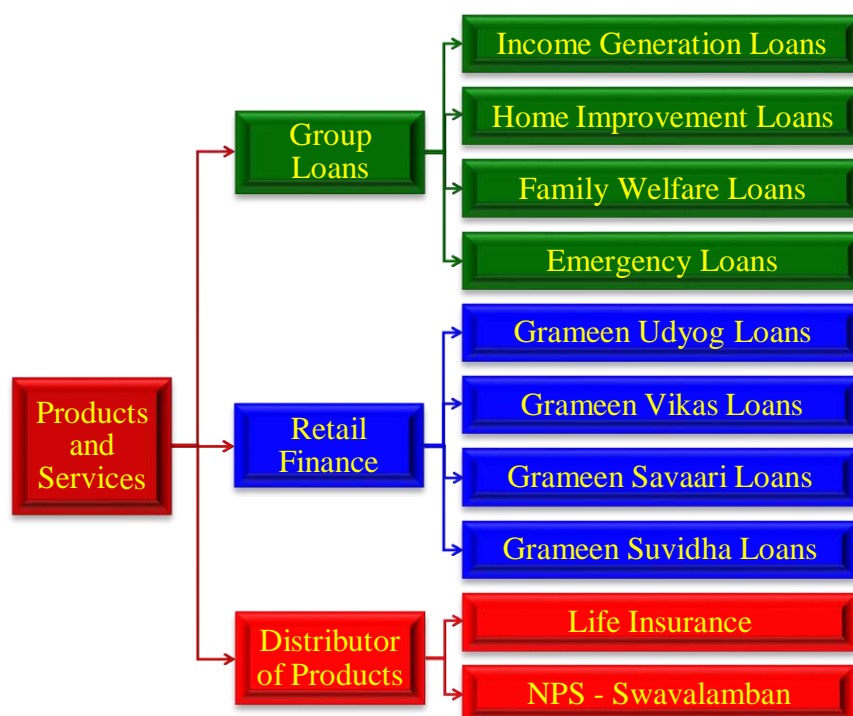 Products
and
Services
Group
Loans
Income Generation Loans
Home Improvement Loans
Family Welfare Loans
Emergency Loans
Retail
Finance
Grameen Udyog Loans
Grameen Vikas Loans
Grameen Savaari Loans
Grameen Suvidha Loans
Distributor
of Products
Life Insurance
NPS - Swavalamban